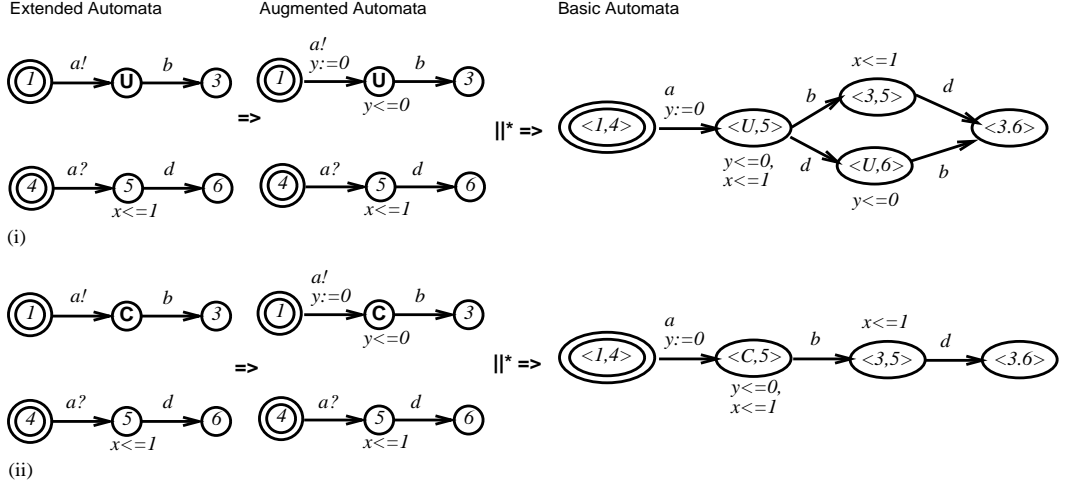 Extended Automata
Augmented Automata
Basic Automata
1
a!
U
b
3
=>
4
a?
5
d
6
x<=1
a!
y:=0
1
U
b
3
y<=0
4
a?
5
d
6
x<=1
||* =>
<1,4>
a
y:=0
<U,5>
y<=0,
x<=1
b
d
x<=1
<3,5>
d
<U,6>
y<=0
b
<3.6>
(i)
1
a!
C
b
3
=>
4
a?
5
d
6
x<=1
a!
y:=0
1
C
b
3
y<=0
4
a?
5
d
6
x<=1
||* =>
<1,4>
a
y:=0
<C,5>
y<=0,
x<=1
b
x<=1
<3,5>
d
<3.6>
(ii)